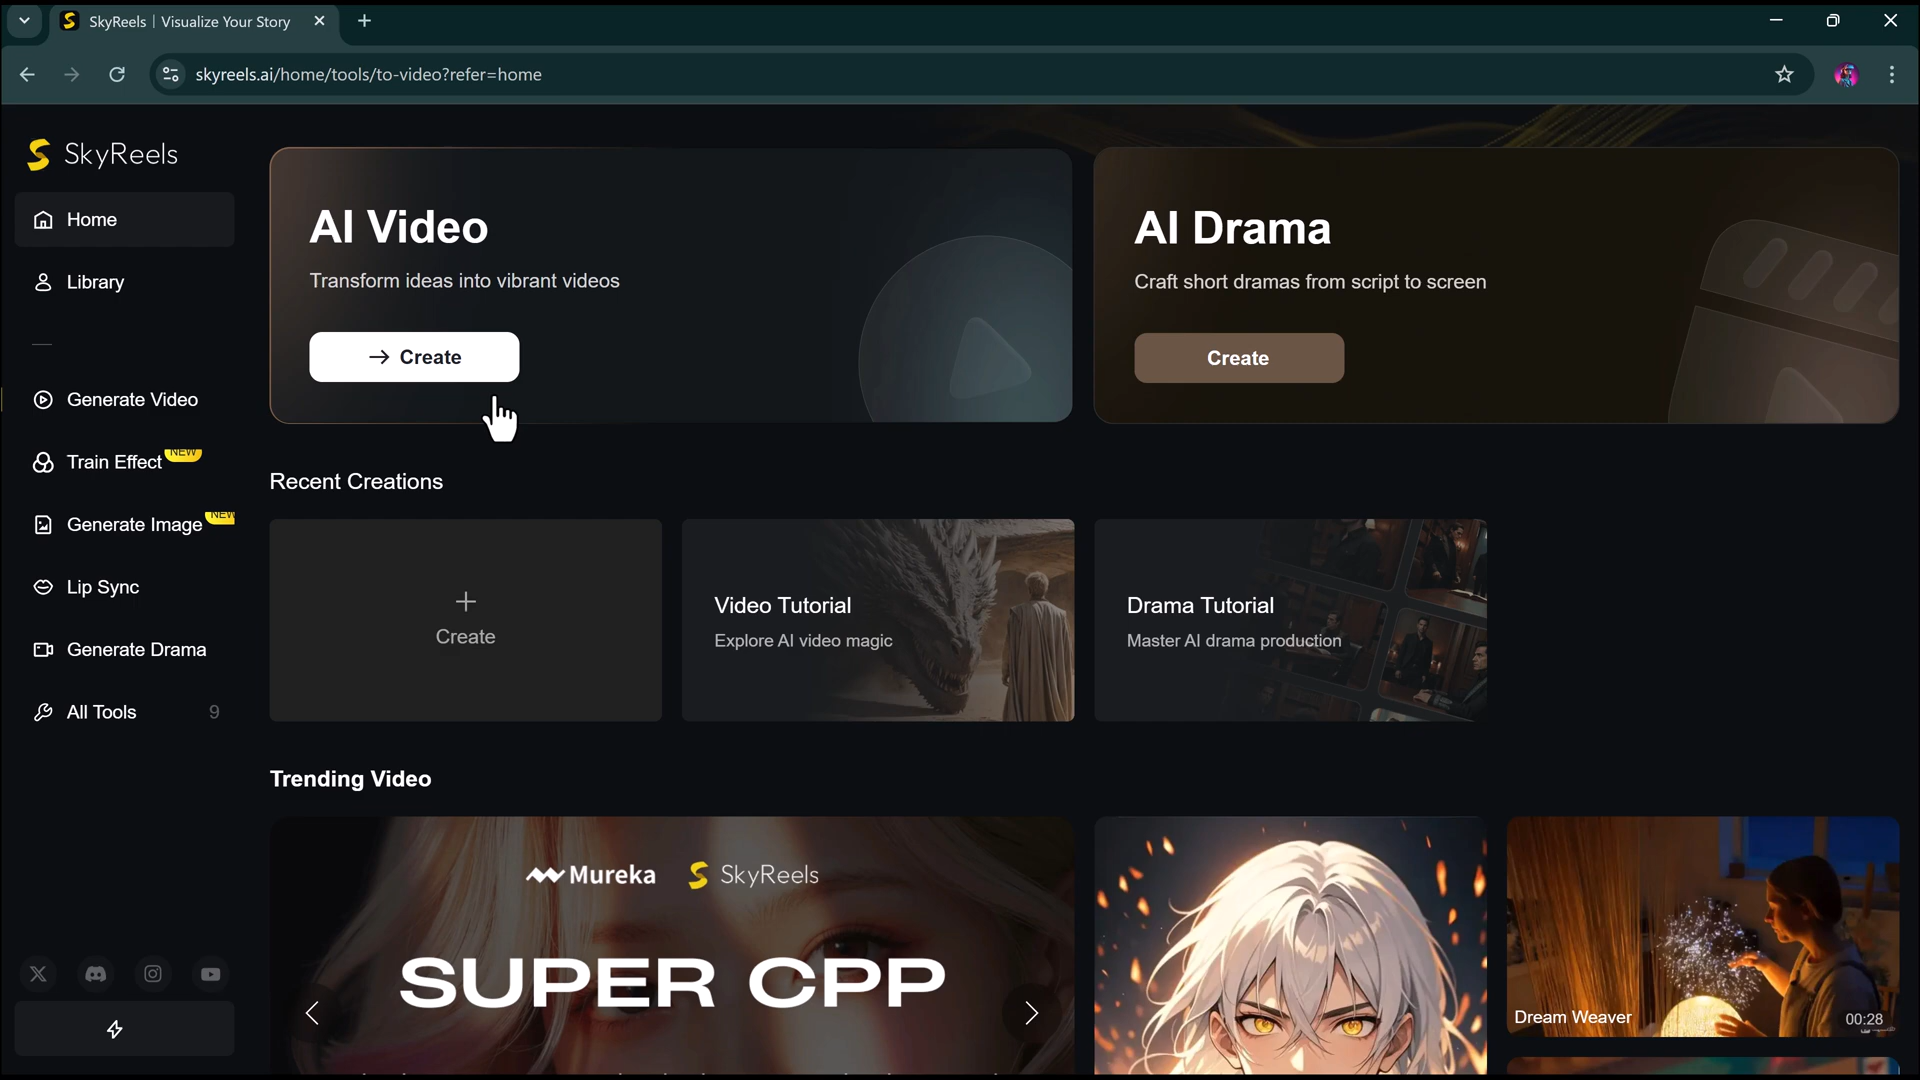 SkyReels | Visualize Your Story
skyreels.ai/home/tools/to-video?refer=home
SkyReels
Home
Library
Generate Video
Train Effect NEW
Generate Image NEW
Lip Sync
Generate Drama
All Tools 9
AI Video
Transform ideas into vibrant videos
→ Create
AI Drama
Craft short dramas from script to screen
Create
Recent Creations
+
Create
Video Tutorial
Explore AI video magic
Drama Tutorial
Master AI drama production
Trending Video
Mureka SkyReels
SUPER CPP
Dream Weaver
00:28